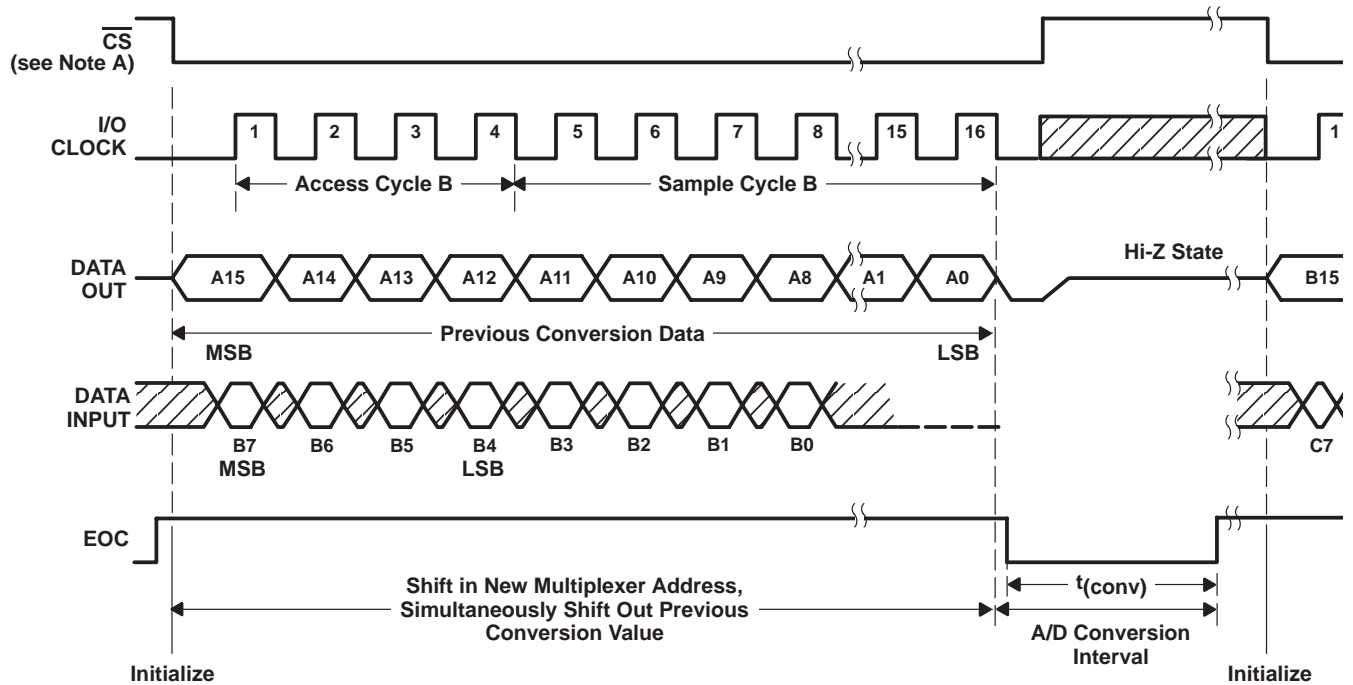 CS
(see Note A)
I/O
CLOCK
1 2 3 4 5 6 7 8 15 16 1
Access Cycle B Sample Cycle B
Hi-Z State
DATA
OUT
A15 A14 A13 A12 A11 A10 A9 A8 A1 A0 B15
Previous Conversion Data
MSB LSB
DATA
INPUT
B7 B6 B5 B4 B3 B2 B1 B0 C7
MSB LSB
EOC
Shift in New Multiplexer Address,
Simultaneously Shift Out Previous
Conversion Value
t(conv)
A/D Conversion
Interval
Initialize Initialize